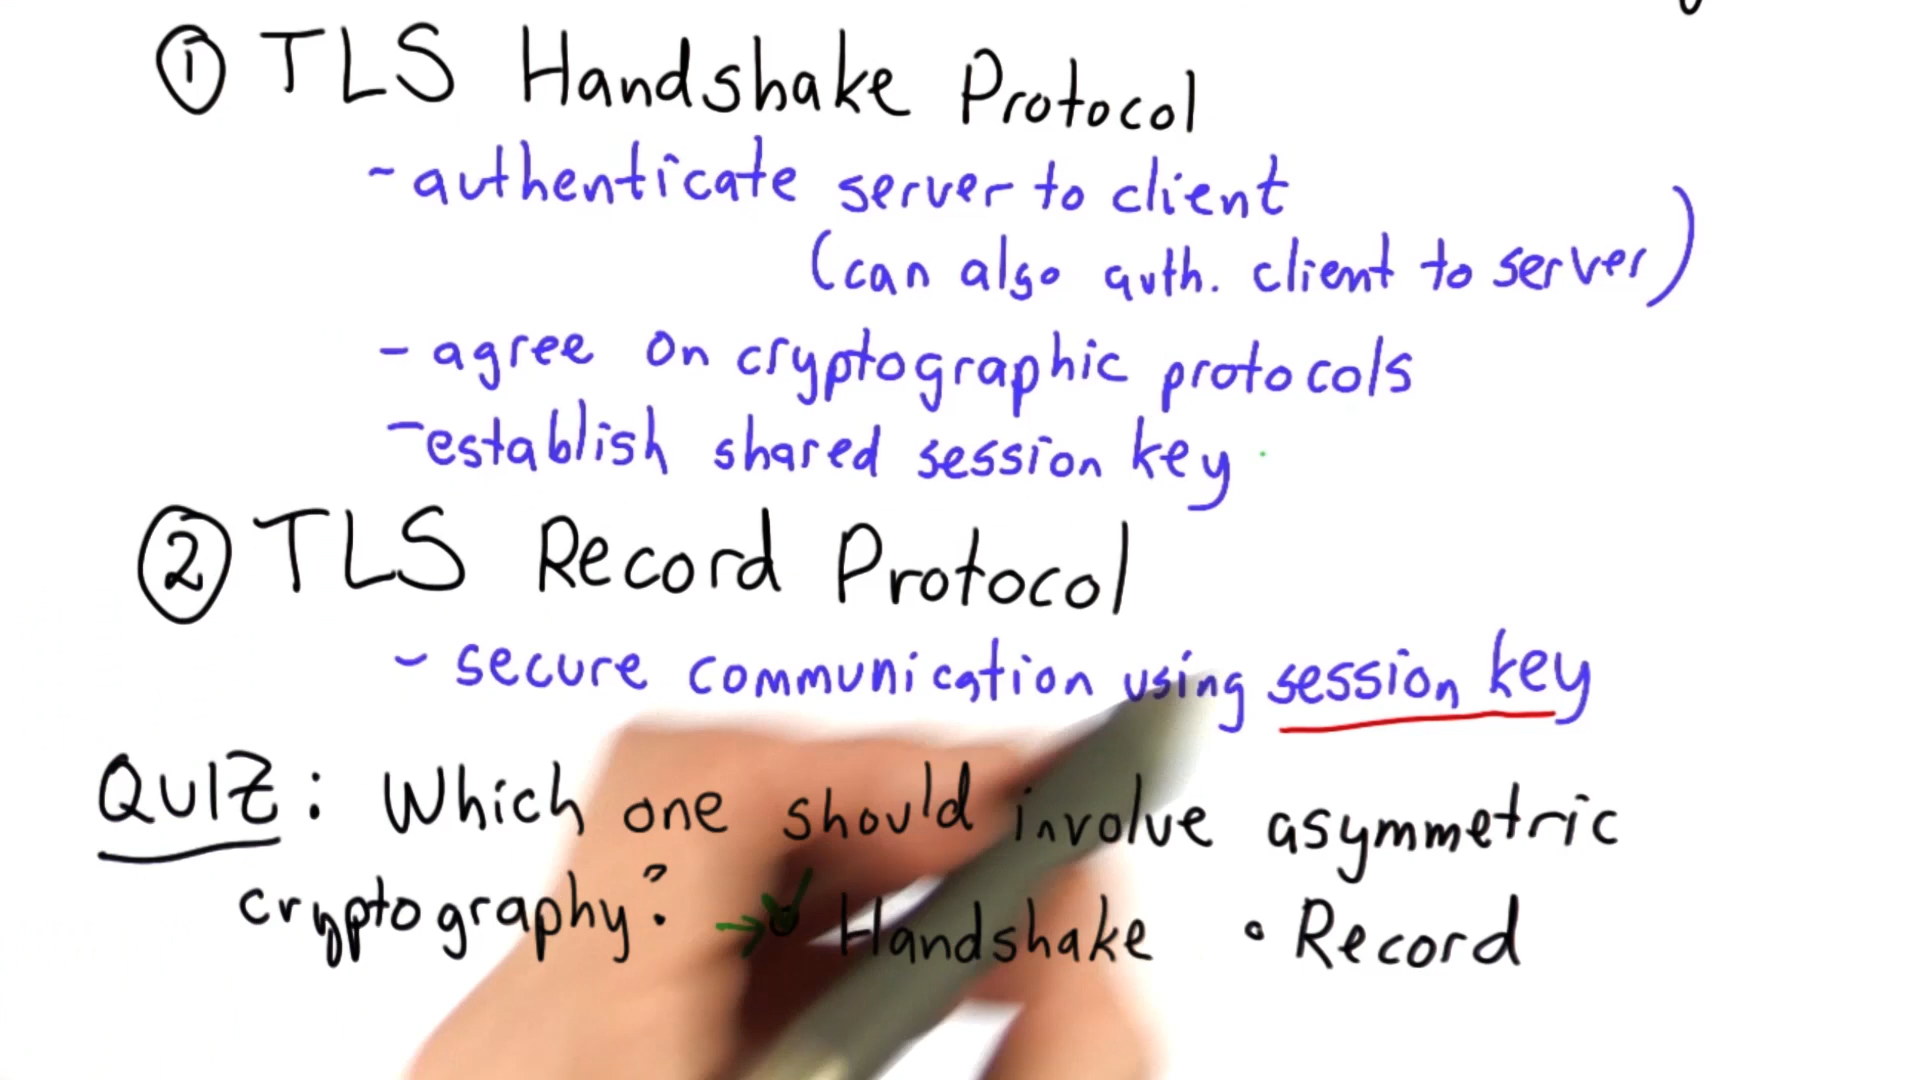 ① TLS Handshake Protocol
- authenticate server to client
(can also auth. client to server)
- agree on cryptographic protocols
- establish shared session key
② TLS Record Protocol
- secure communication using session key
QUIZ: Which one should involve asymmetric
cryptography? → Handshake • Record